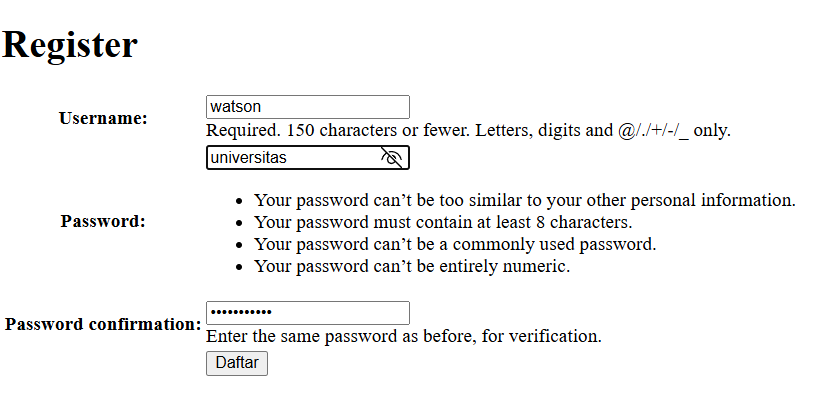 Register
Username:
watson
Required. 150 characters or fewer. Letters, digits and @/./+/-/_ only.
universitas
Password:
• Your password can’t be too similar to your other personal information.
• Your password must contain at least 8 characters.
• Your password can’t be a commonly used password.
• Your password can’t be entirely numeric.
Password confirmation:
•••••••••••
Enter the same password as before, for verification.
Daftar